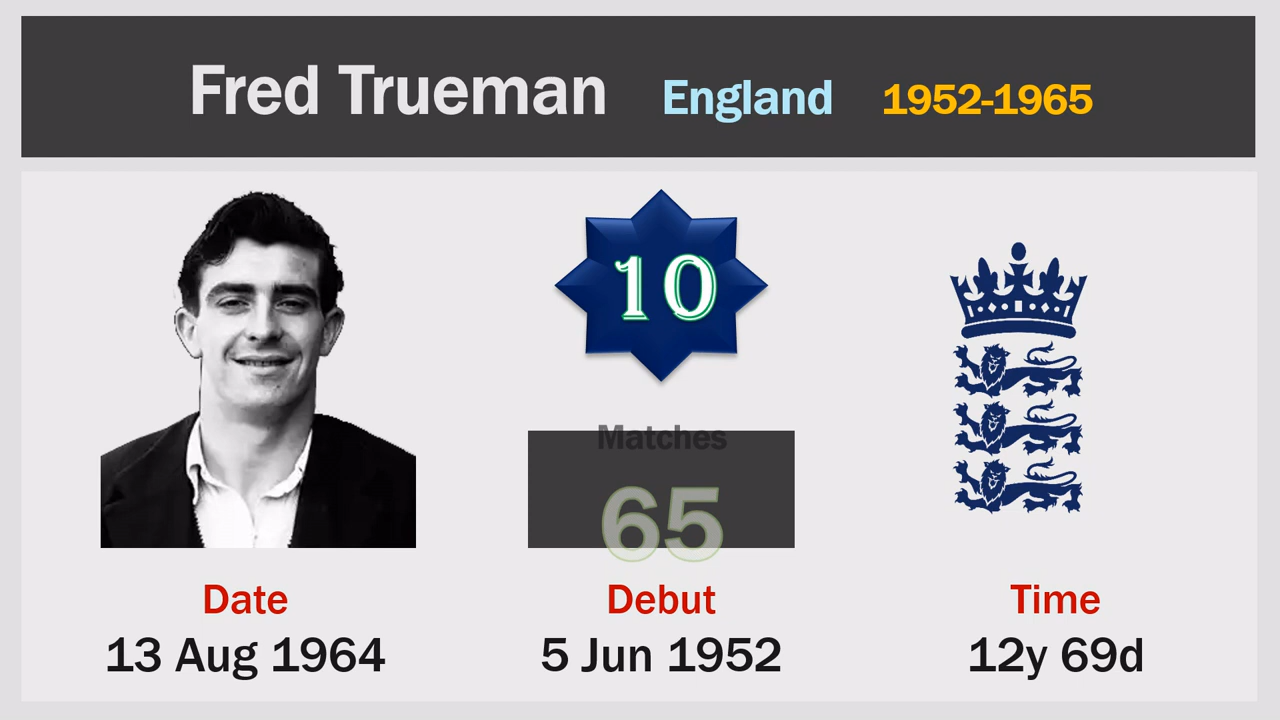 Fred Trueman England 1952-1965
10
Matches
65
Date Debut Time
13 Aug 1964 5 Jun 1952 12y 69d